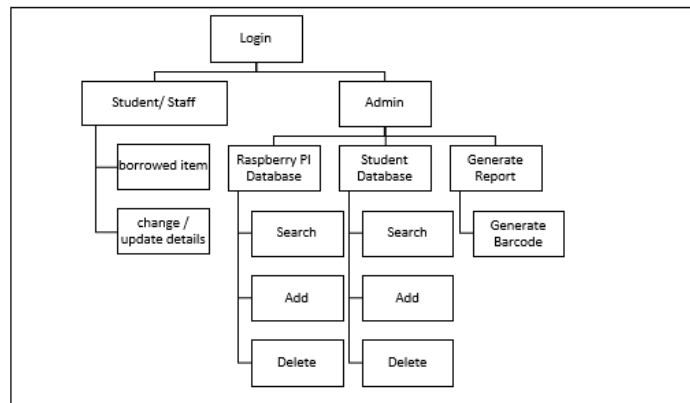 Login
Student/ Staff
Admin
borrowed item
change /
update details
Raspberry PI
Database
Search
Add
Delete
Student
Database
Search
Add
Delete
Generate
Report
Generate
Barcode